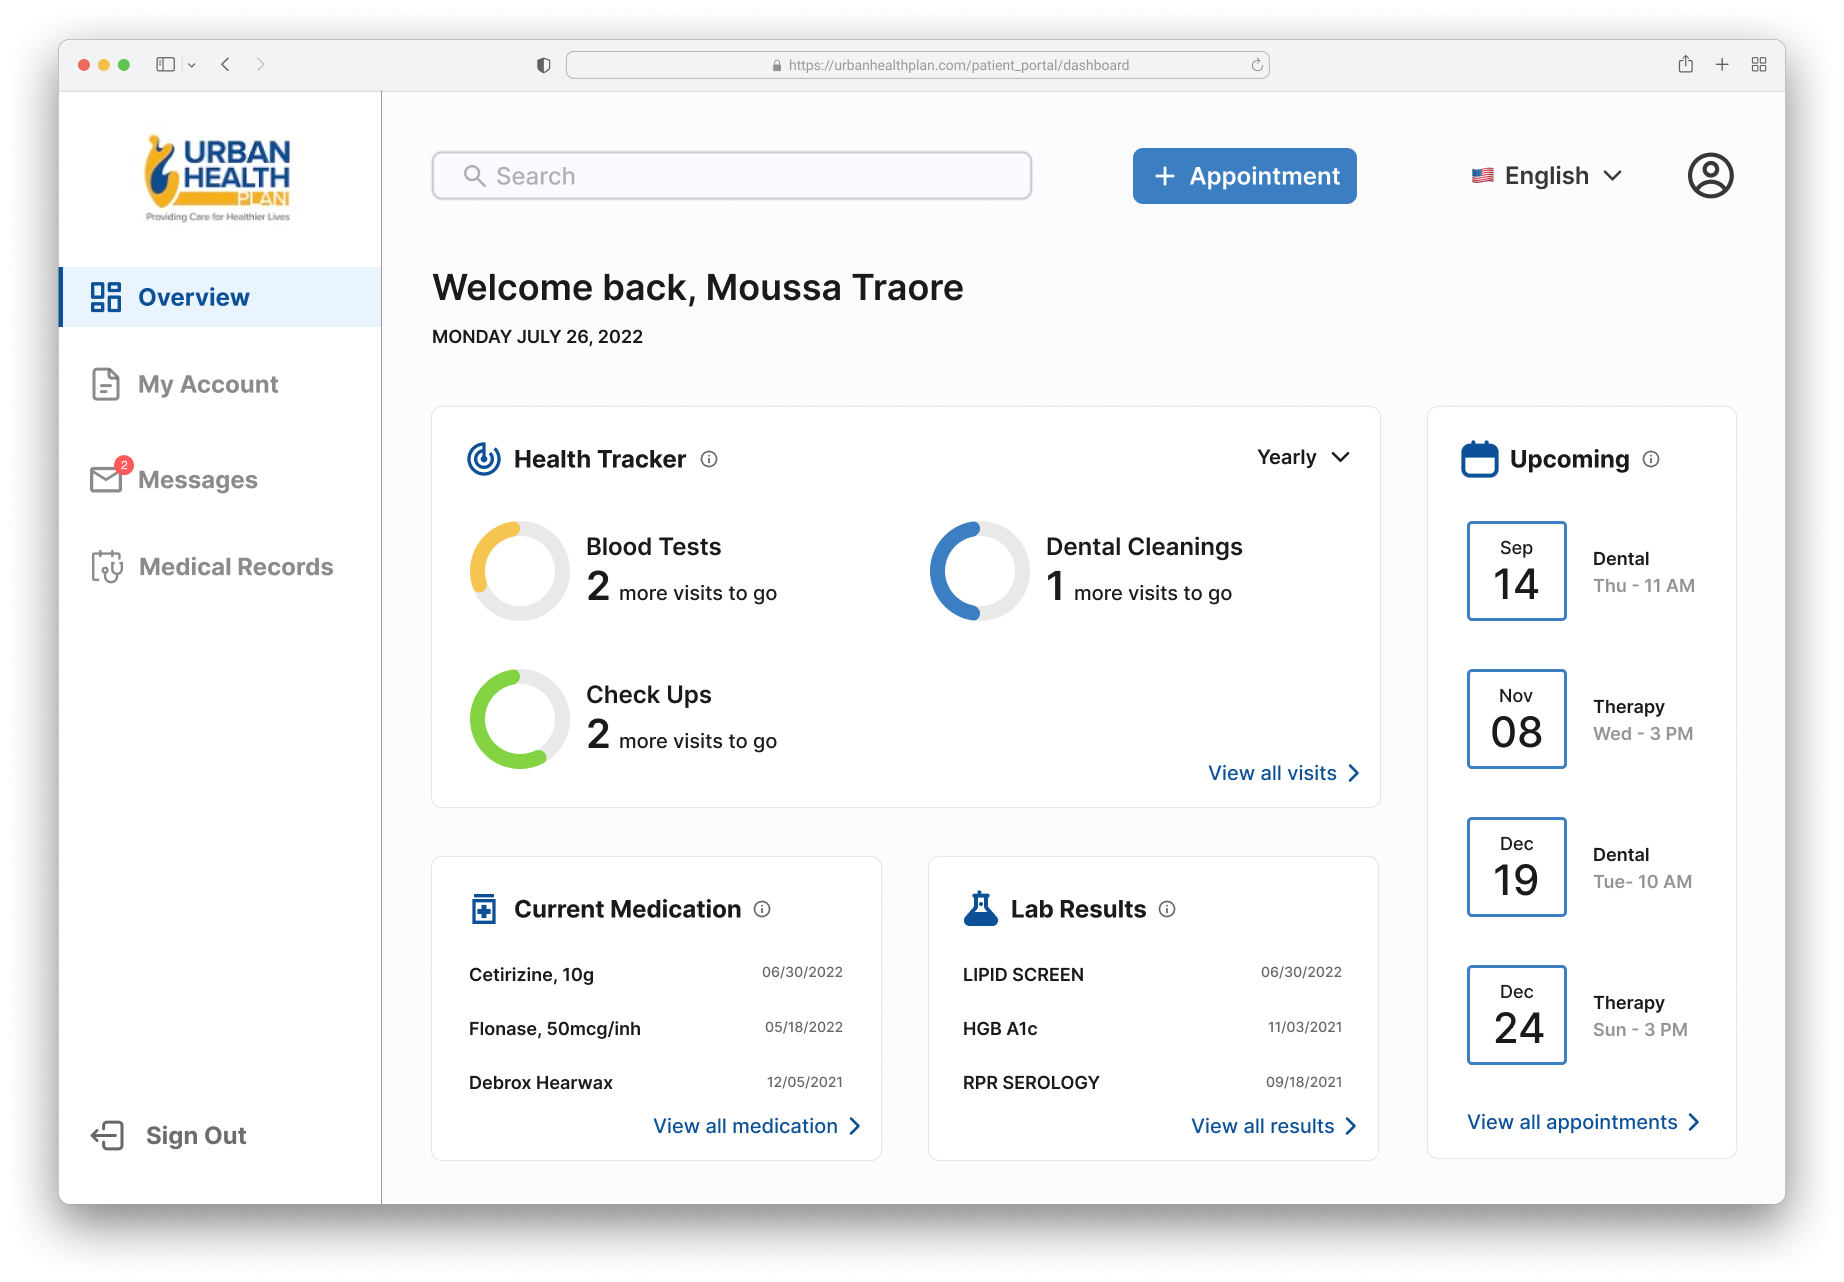 https://urbanhealthplan.com/patient_portal/dashboard
URBAN
HEALTH
PLAN
Providing Care for Healthier Lives
Search
+ Appointment
English
Overview
My Account
2
Messages
Medical Records
Sign Out
Welcome back, Moussa Traore
MONDAY JULY 26, 2022
Health Tracker
Yearly
Blood Tests
2 more visits to go
Dental Cleanings
1 more visits to go
Check Ups
2 more visits to go
View all visits
Current Medication
Cetirizine, 10g 06/30/2022
Flonase, 50mcg/inh 05/18/2022
Debrox Hearwax 12/05/2021
View all medication
Lab Results
LIPID SCREEN 06/30/2022
HGB A1c 11/03/2021
RPR SEROLOGY 09/18/2021
View all results
Upcoming
Sep
14
Dental
Thu - 11 AM
Nov
08
Therapy
Wed - 3 PM
Dec
19
Dental
Tue- 10 AM
Dec
24
Therapy
Sun - 3 PM
View all appointments